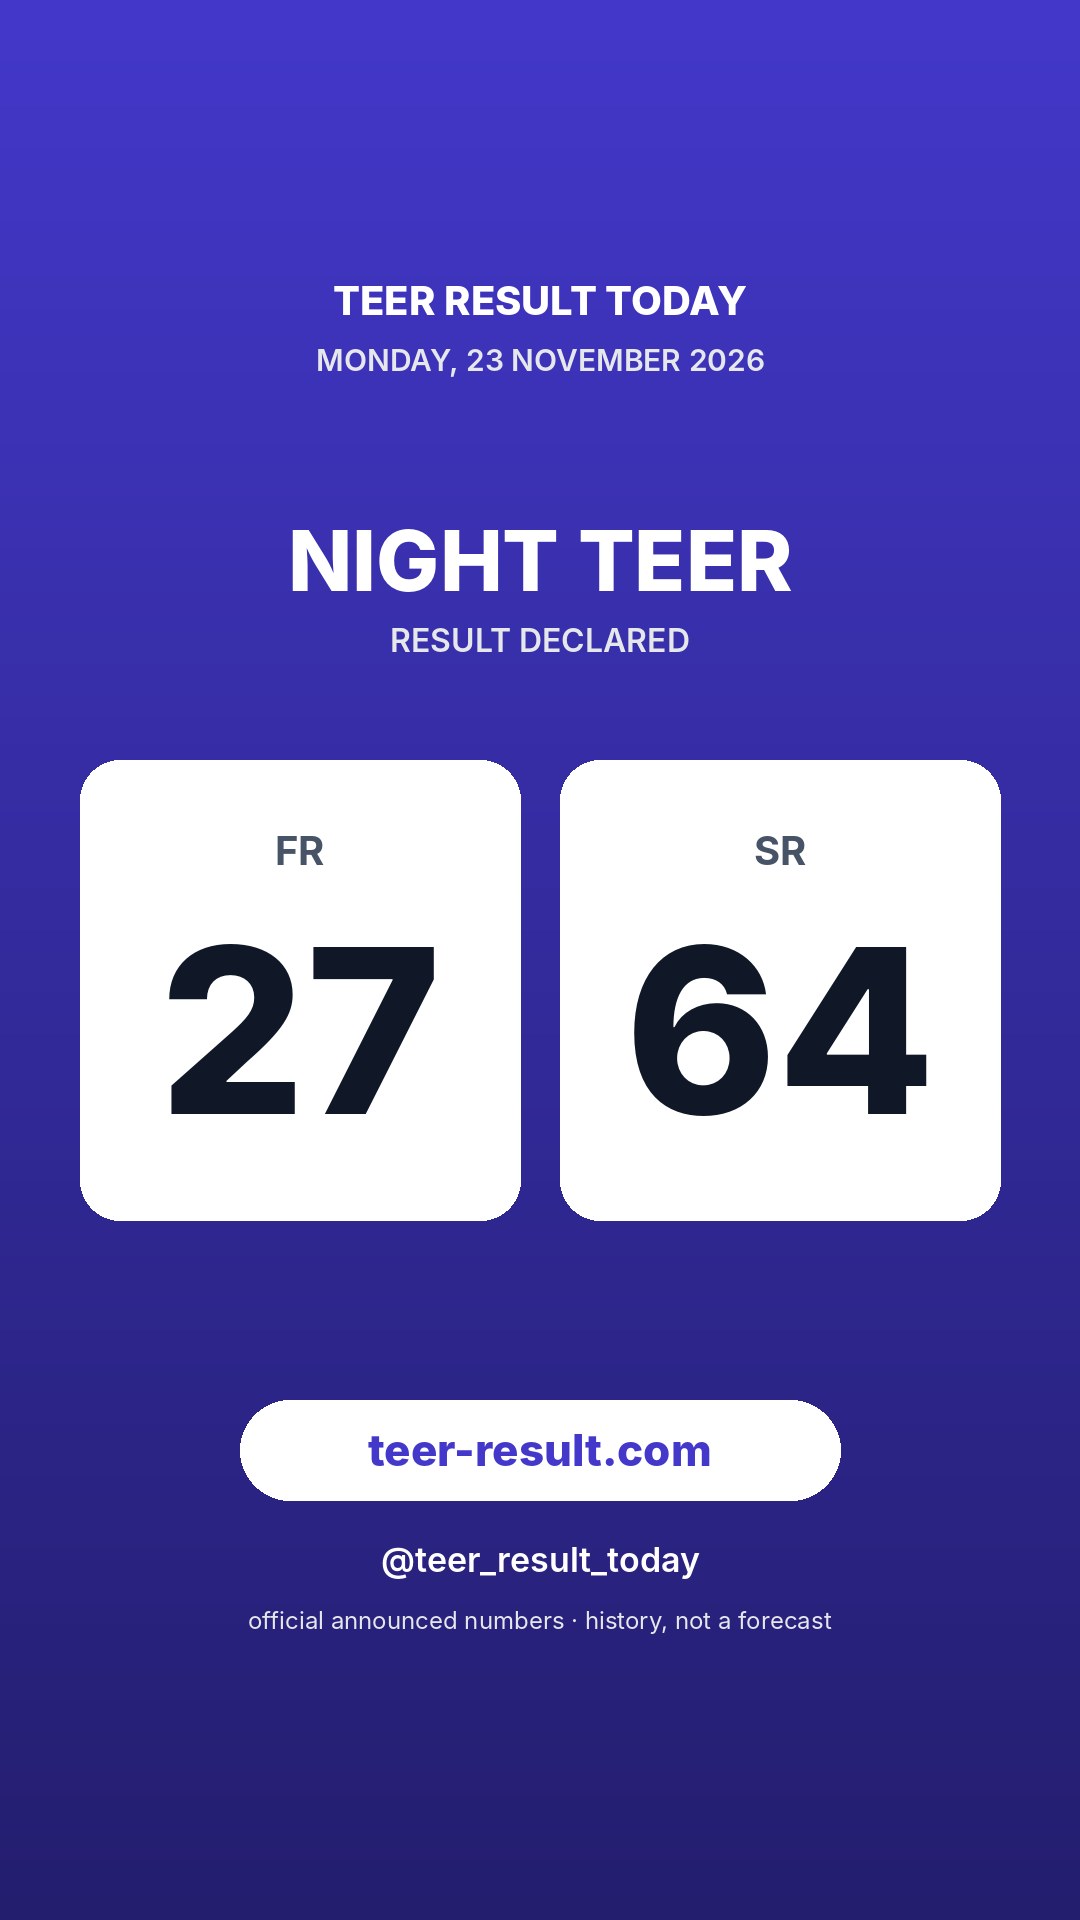 TEER RESULT TODAY
MONDAY, 23 NOVEMBER 2026
NIGHT TEER
RESULT DECLARED
FR
SR
27
64
teer-result.com
@teer_result_today
official announced numbers · history, not a forecast